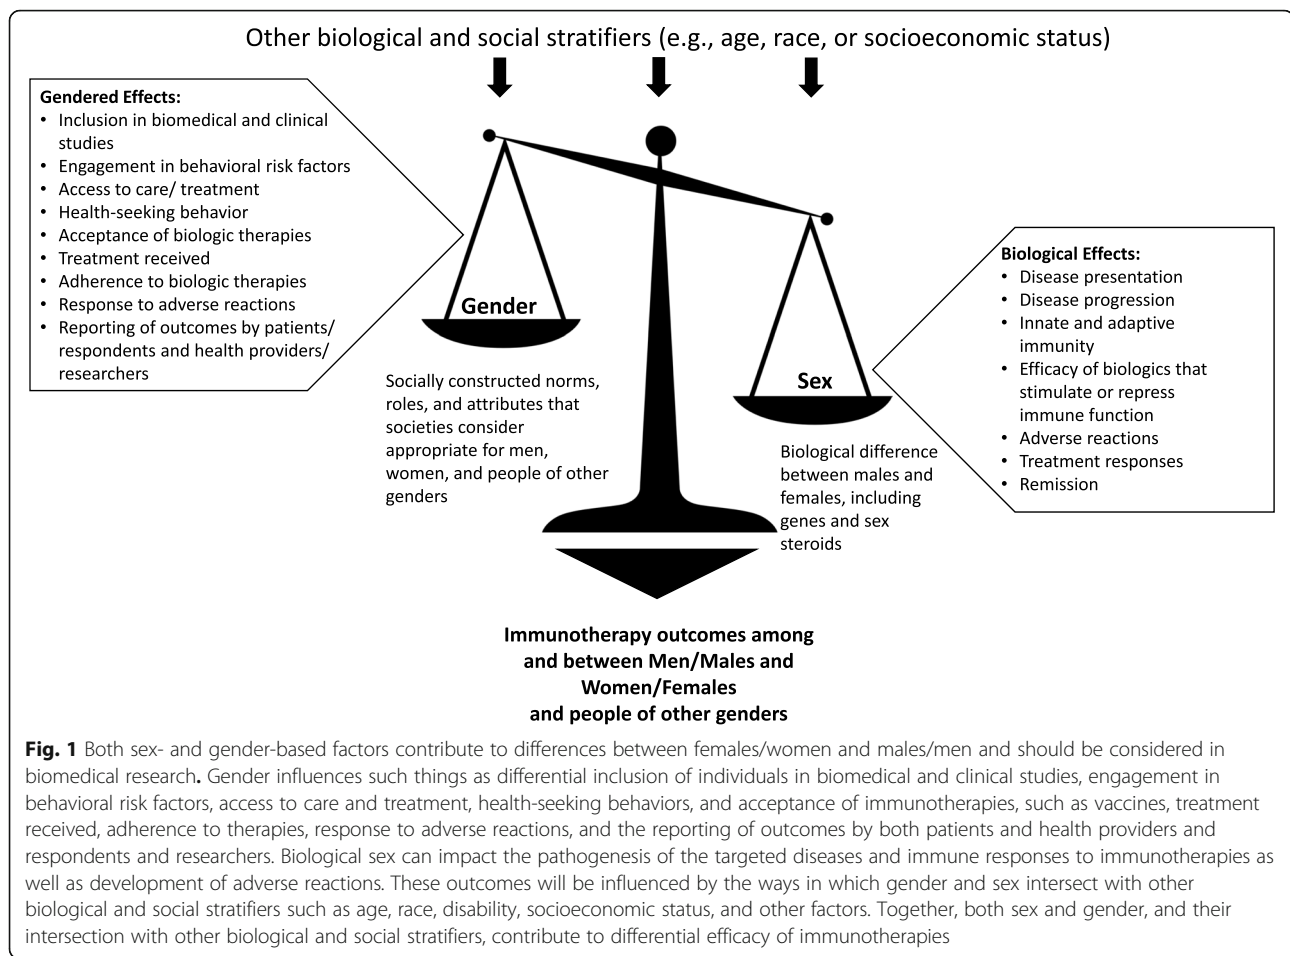 Other biological and social stratifiers (e.g., age, race, or socioeconomic status)
Gendered Effects:
• Inclusion in biomedical and clinical
studies
• Engagement in behavioral risk factors
• Access to care/ treatment
• Health-seeking behavior
• Acceptance of biologic therapies
• Treatment received
• Adherence to biologic therapies
• Response to adverse reactions
• Reporting of outcomes by patients/
respondents and health providers/
researchers
Gender
Socially constructed norms,
roles, and attributes that
societies consider
appropriate for men,
women, and people of other
genders
Sex
Biological difference
between males and
females, including
genes and sex
steroids
Biological Effects:
• Disease presentation
• Disease progression
• Innate and adaptive
immunity
• Efficacy of biologics that
stimulate or repress
immune function
• Adverse reactions
• Treatment responses
• Remission
Immunotherapy outcomes among
and between Men/Males and
Women/Females
and people of other genders
Fig. 1 Both sex- and gender-based factors contribute to differences between females/women and males/men and should be considered in
biomedical research. Gender influences such things as differential inclusion of individuals in biomedical and clinical studies, engagement in
behavioral risk factors, access to care and treatment, health-seeking behaviors, and acceptance of immunotherapies, such as vaccines, treatment
received, adherence to therapies, response to adverse reactions, and the reporting of outcomes by both patients and health providers and
respondents and researchers. Biological sex can impact the pathogenesis of the targeted diseases and immune responses to immunotherapies as
well as development of adverse reactions. These outcomes will be influenced by the ways in which gender and sex intersect with other
biological and social stratifiers such as age, race, disability, socioeconomic status, and other factors. Together, both sex and gender, and their
intersection with other biological and social stratifiers, contribute to differential efficacy of immunotherapies